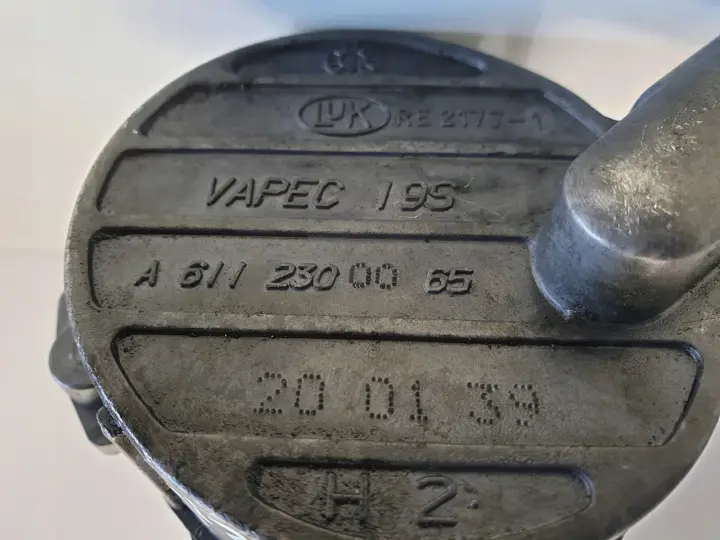 LUK RE 2173-1
VAPEC 19S
A 611 230 00 65
20 01 39
H 2